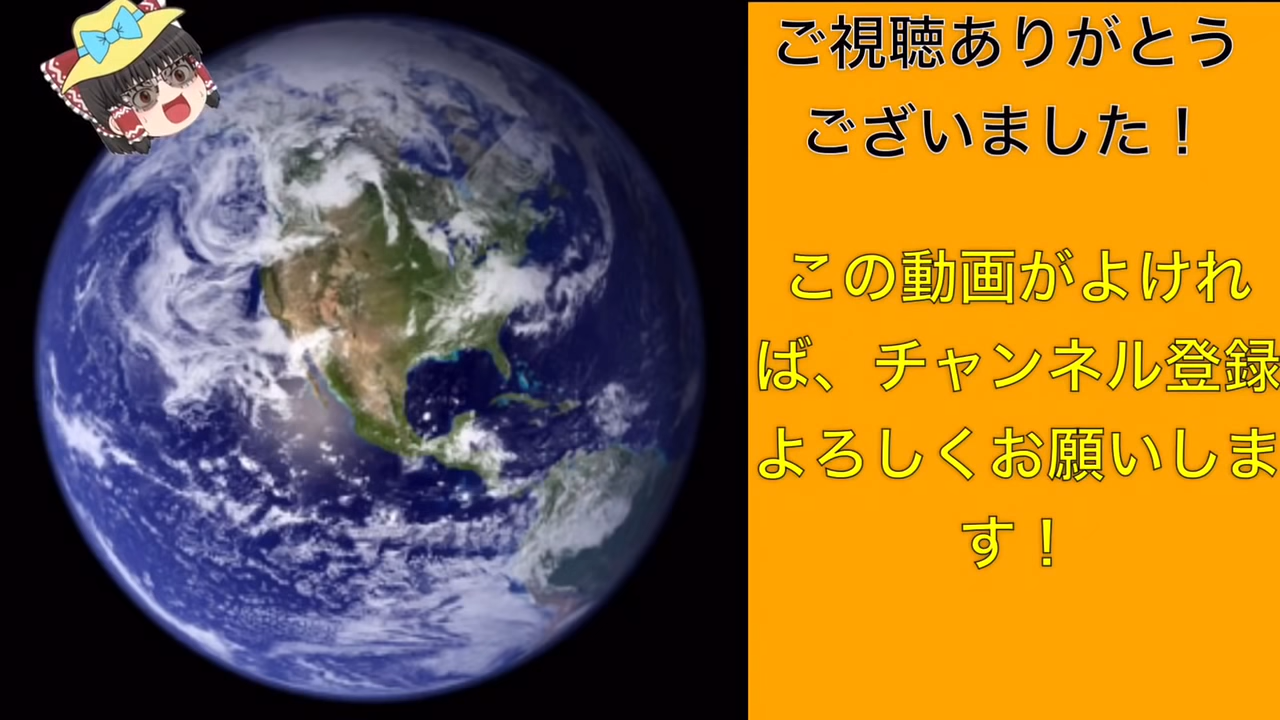 ご視聴ありがとう
ございました！
この動画がよけれ
ば、チャンネル登録
よろしくお願いしま
す！